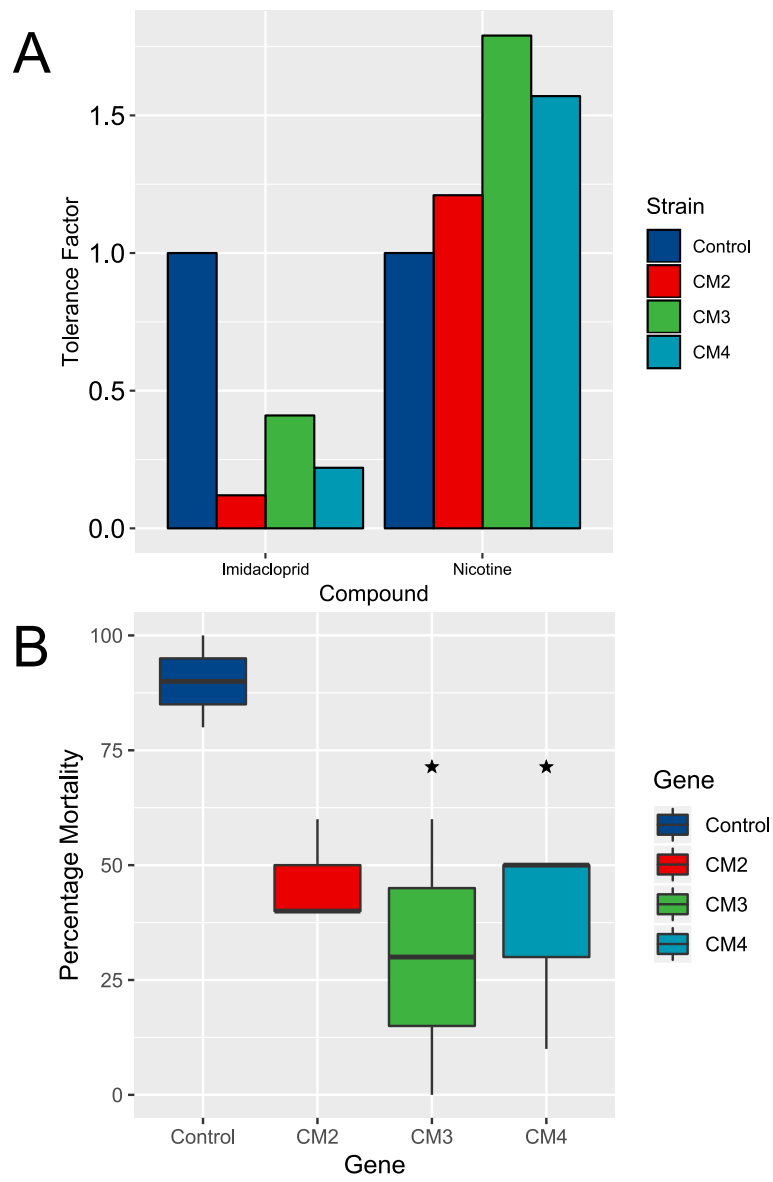 A
Tolerance Factor
1.5
1.0
0.5
0.0
Imidacloprid
Nicotine
Compound
Strain
Control
CM2
CM3
CM4
B
Percentage Mortality
100
75
50
25
0
Control
CM2
CM3
CM4
Gene
Gene
Control
CM2
CM3
CM4